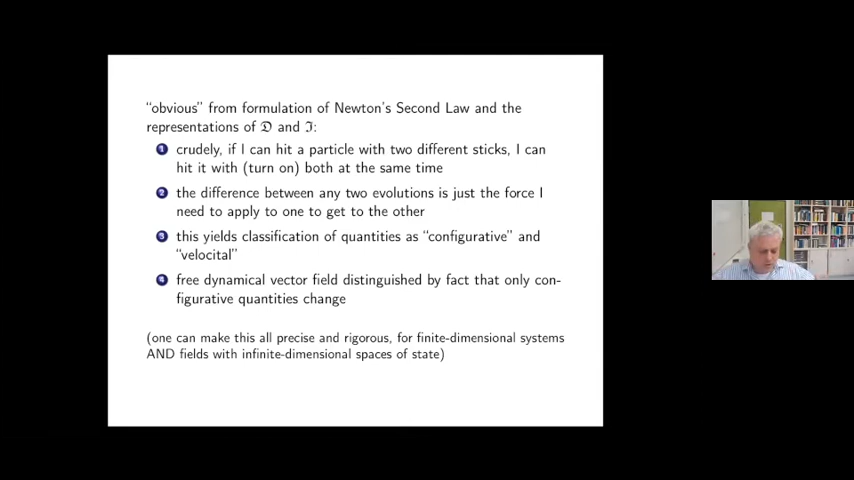 “obvious” from formulation of Newton’s Second Law and the
representations of 𝔇 and ℑ:
1 crudely, if I can hit a particle with two different sticks, I can
hit it with (turn on) both at the same time
2 the difference between any two evolutions is just the force I
need to apply to one to get to the other
3 this yields classification of quantities as “configurative” and
“velocital”
4 free dynamical vector field distinguished by fact that only con-
figurative quantities change
(one can make this all precise and rigorous, for finite-dimensional systems
AND fields with infinite-dimensional spaces of state)